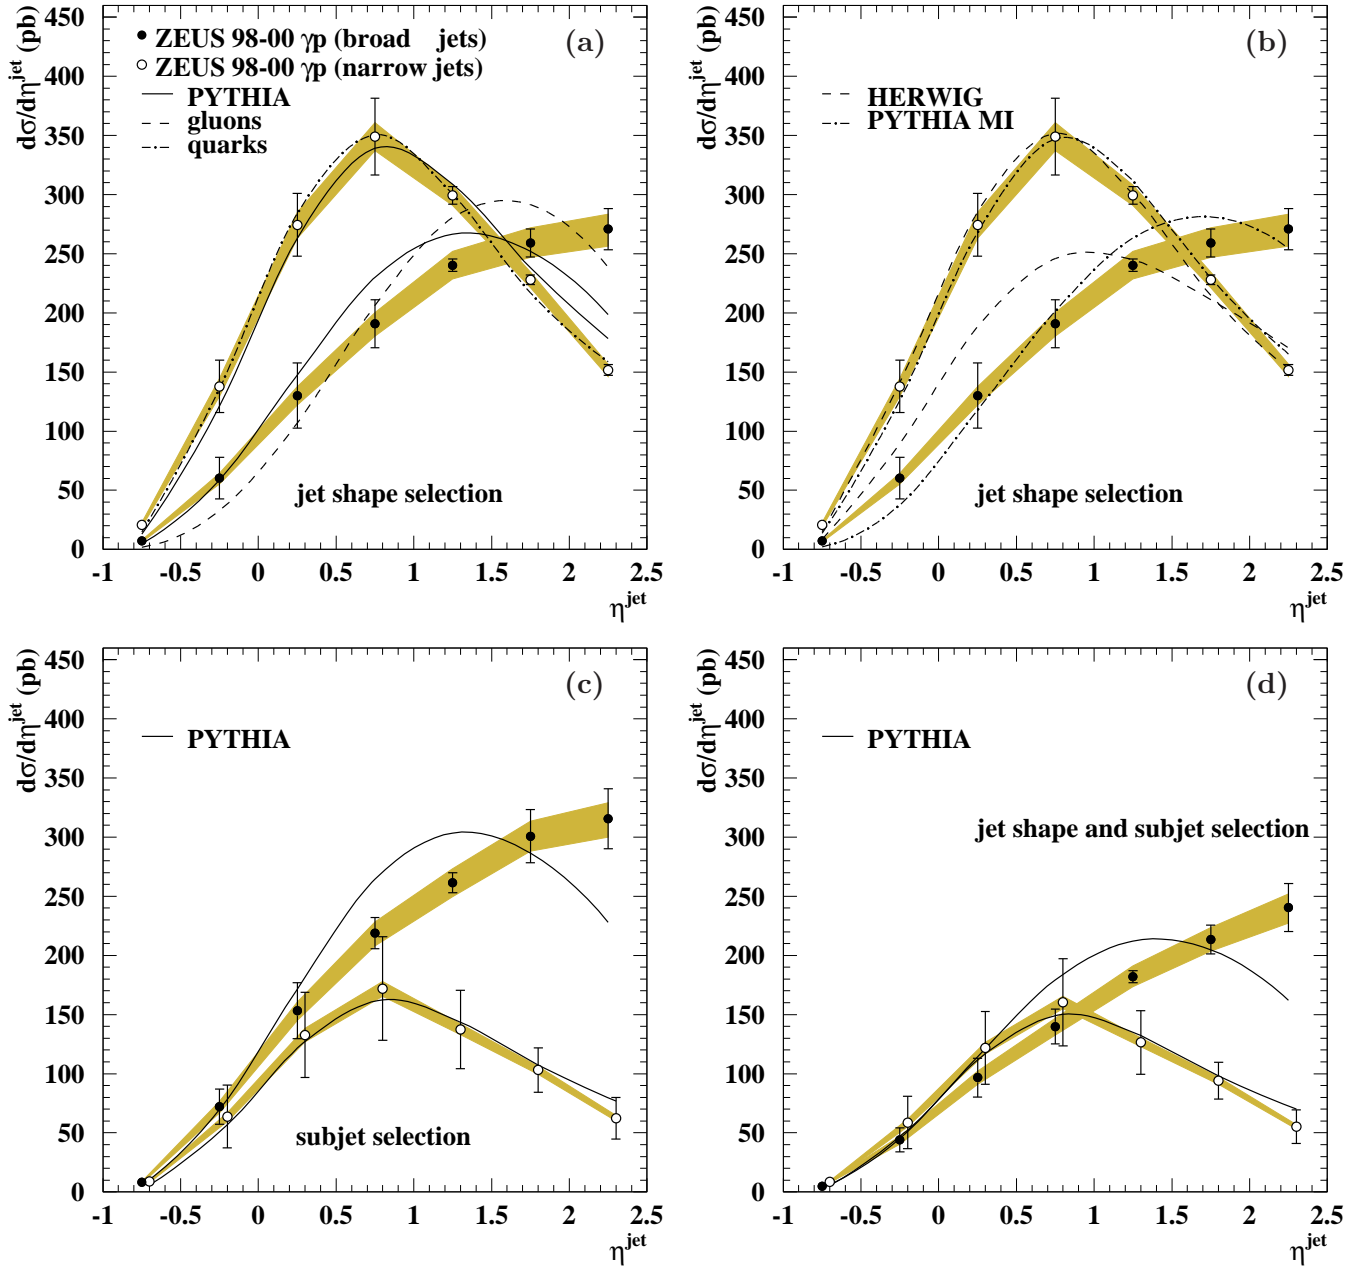 dσ/dη^jet (pb)
450
400
350
300
250
200
150
100
50
0
(a)
ZEUS 98-00 γp (broad jets)
ZEUS 98-00 γp (narrow jets)
PYTHIA
gluons
quarks
jet shape selection
-1 -0.5 0 0.5 1 1.5 2 2.5
η^jet
dσ/dη^jet (pb)
450
400
350
300
250
200
150
100
50
0
(b)
HERWIG
PYTHIA MI
jet shape selection
-1 -0.5 0 0.5 1 1.5 2 2.5
η^jet
dσ/dη^jet (pb)
450
400
350
300
250
200
150
100
50
0
(c)
PYTHIA
subjet selection
-1 -0.5 0 0.5 1 1.5 2 2.5
η^jet
dσ/dη^jet (pb)
450
400
350
300
250
200
150
100
50
0
(d)
PYTHIA
jet shape and subjet selection
-1 -0.5 0 0.5 1 1.5 2 2.5
η^jet